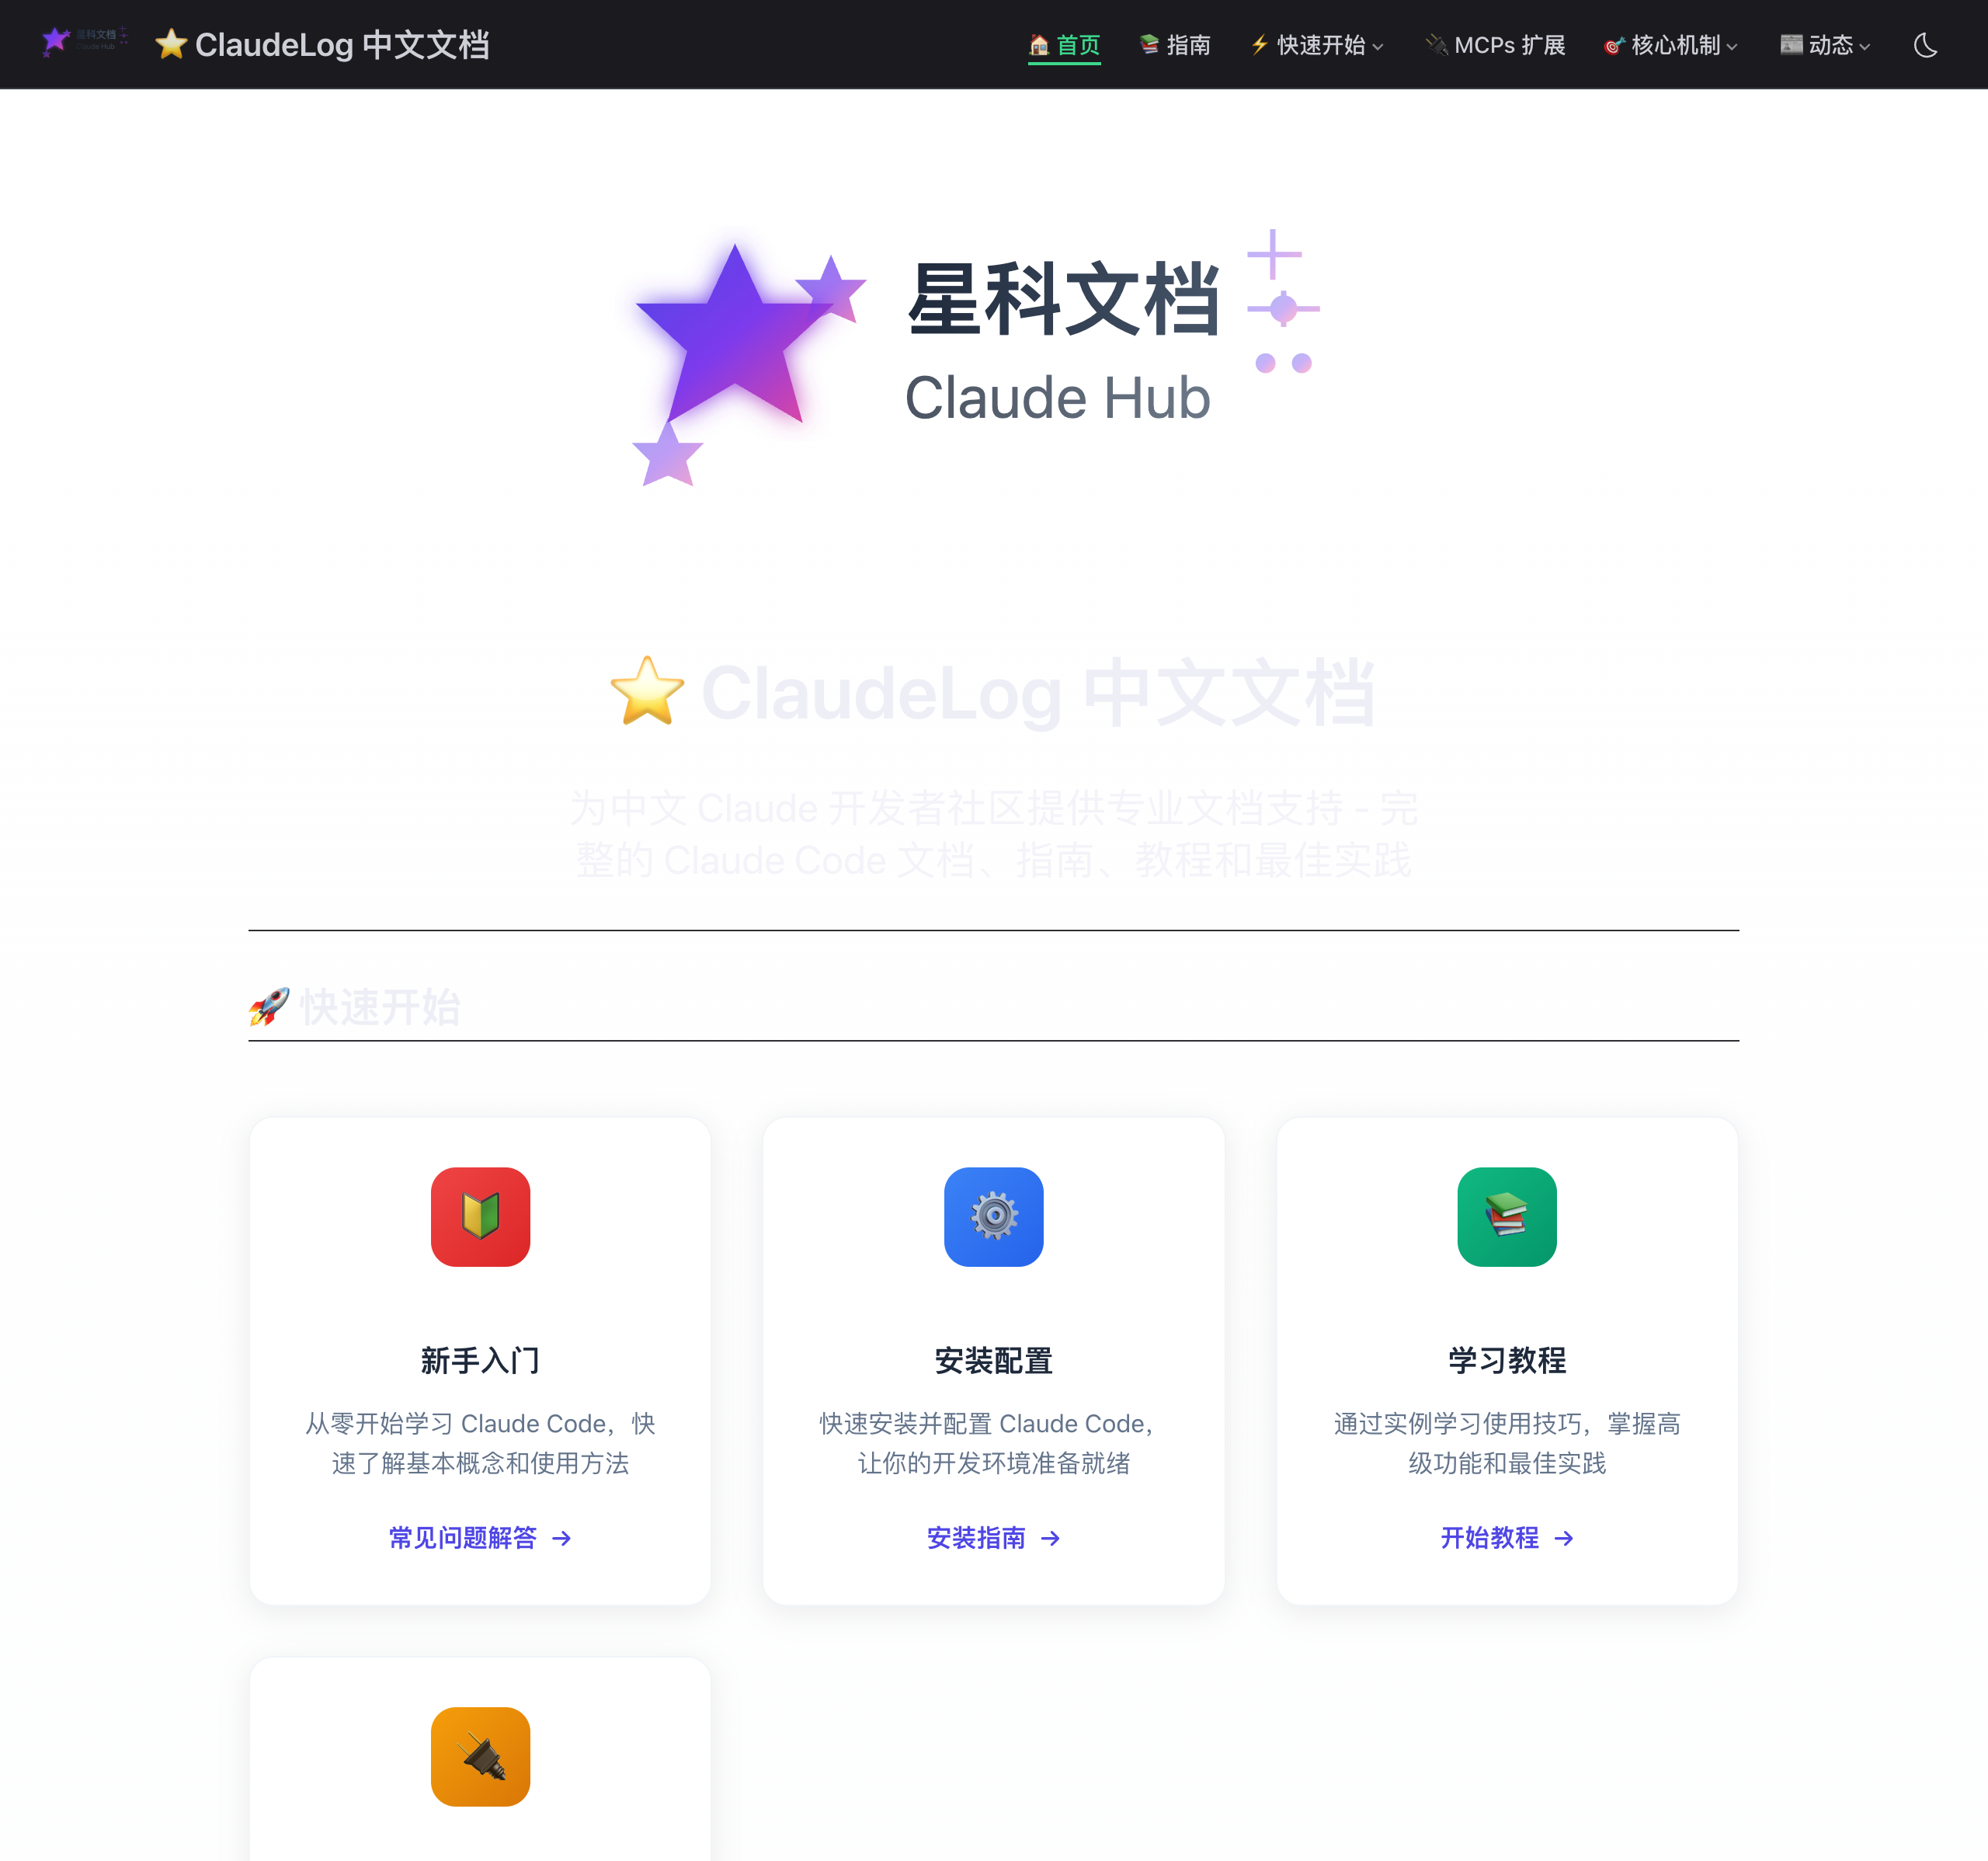 星科文档
Claude Hub
ClaudeLog 中文文档
首页
指南
快速开始
MCPs 扩展
核心机制
动态
星科文档
Claude Hub
ClaudeLog 中文文档
为中文 Claude 开发者社区提供专业文档支持 - 完
整的 Claude Code 文档、指南、教程和最佳实践
快速开始
新手入门
从零开始学习 Claude Code，快
速了解基本概念和使用方法
常见问题解答 →
安装配置
快速安装并配置 Claude Code，
让你的开发环境准备就绪
安装指南 →
学习教程
通过实例学习使用技巧，掌握高
级功能和最佳实践
开始教程 →